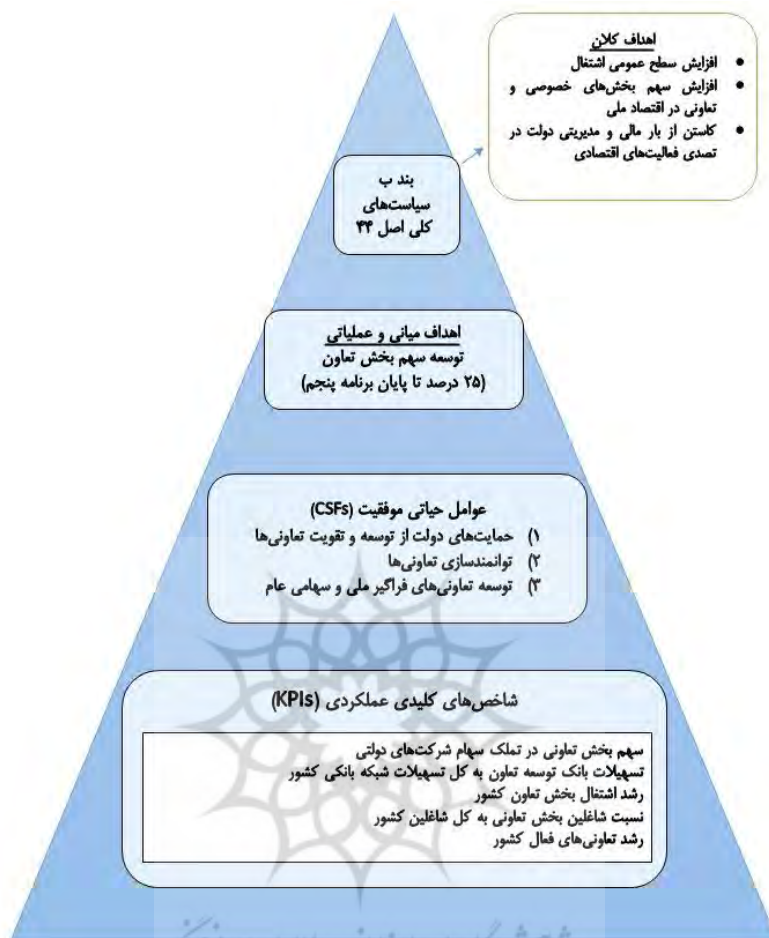 اهداف کلان
● افزایش سطح عمومی اشتغال
● افزایش سهم بخش‌های خصوصی و
تعاونی در اقتصاد ملی
● کاستن از بار مالی و مدیریتی دولت در
تصدی فعالیت‌های اقتصادی
بند ب
سیاست‌های
کلی اصل ۴۴
اهداف میانی و عملیاتی
توسعه سهم بخش تعاون
(۲۵ درصد تا پایان برنامه پنجم)
عوامل حیاتی موفقیت (CSFs)
۱) حمایت‌های دولت از توسعه و تقویت تعاونی‌ها
۲) توانمندسازی تعاونی‌ها
۳) توسعه تعاونی‌های فراگیر ملی و سهامی عام
شاخص‌های کلیدی عملکردی (KPIs)
سهم بخش تعاونی در تملک سهام شرکت‌های دولتی
تسهیلات بانک توسعه تعاون به کل تسهیلات شبکه بانکی کشور
رشد اشتغال بخش تعاون کشور
نسبت شاغلین بخش تعاونی به کل شاغلین کشور
رشد تعاونی‌های فعال کشور